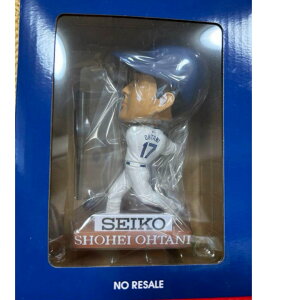 OHTANI
17
SEIKO
SHOHEI OHTANI
NO RESALE